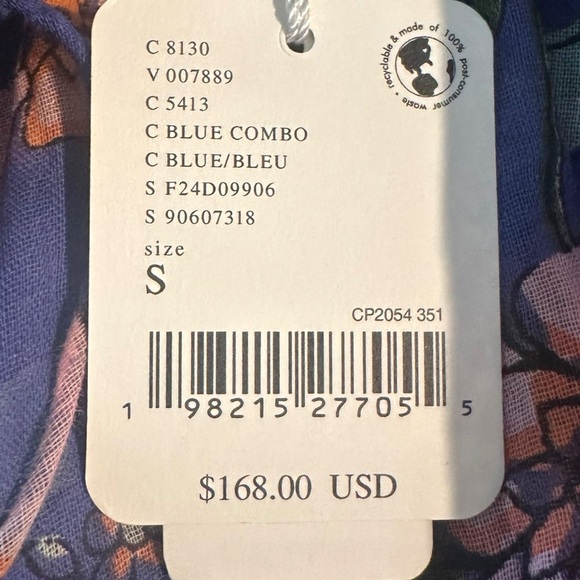 C 8130
V 007889
C 5413
C BLUE COMBO
C BLUE/BLEU
S F24D09906
S 90607318
size
S
recyclable & made of 100% post-consumer waste •
CP2054 351
1 98215 27705 5
$168.00 USD